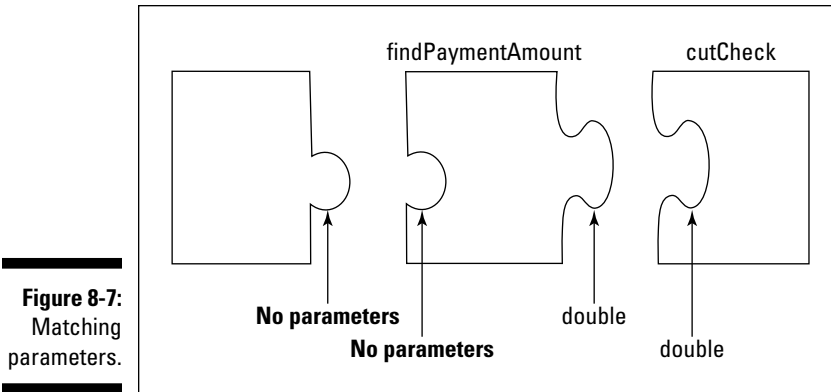 findPaymentAmount
cutCheck
No parameters
No parameters
double
double
Figure 8-7:
Matching
parameters.